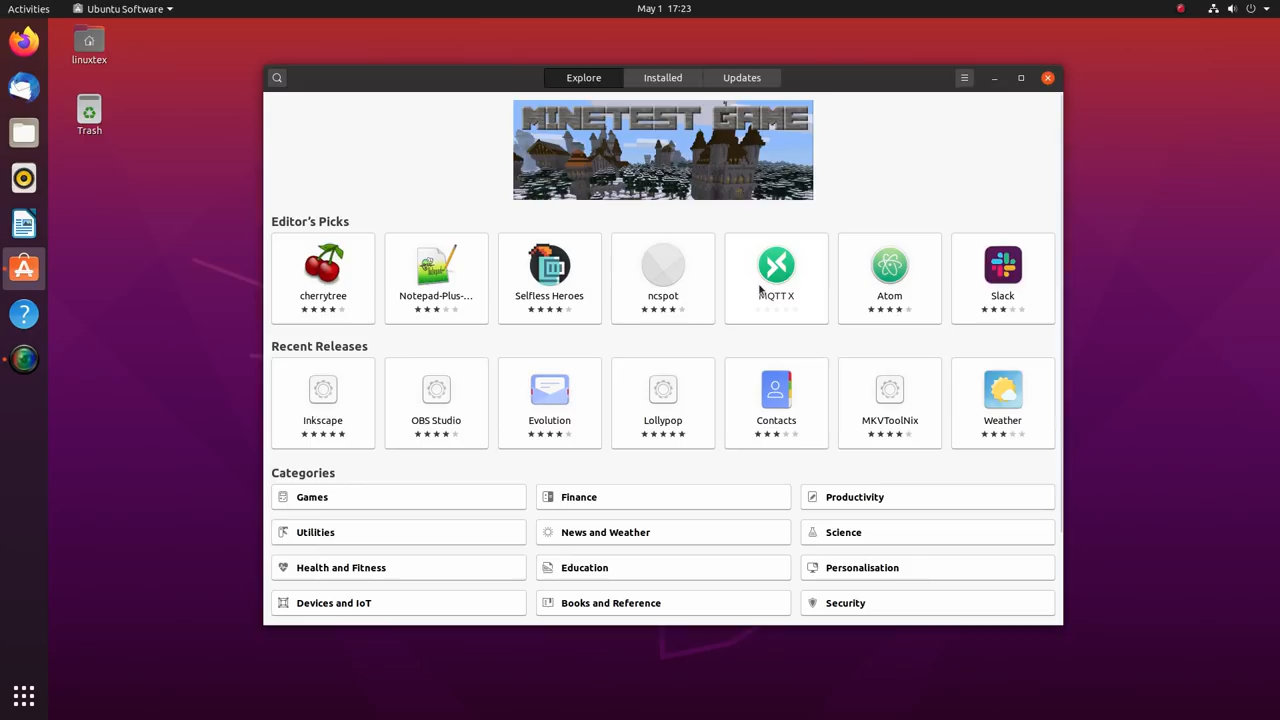 Activities
Ubuntu Software
May 1 17:23
linuxtex
Trash
Explore
Installed
Updates
MINETEST GAME
Editor's Picks
cherrytree
Notepad-Plus-...
Selfless Heroes
ncspot
MQTT X
Atom
Slack
Recent Releases
Inkscape
OBS Studio
Evolution
Lollypop
Contacts
MKVToolNix
Weather
Categories
Games
Finance
Productivity
Utilities
News and Weather
Science
Health and Fitness
Education
Personalisation
Devices and IoT
Books and Reference
Security